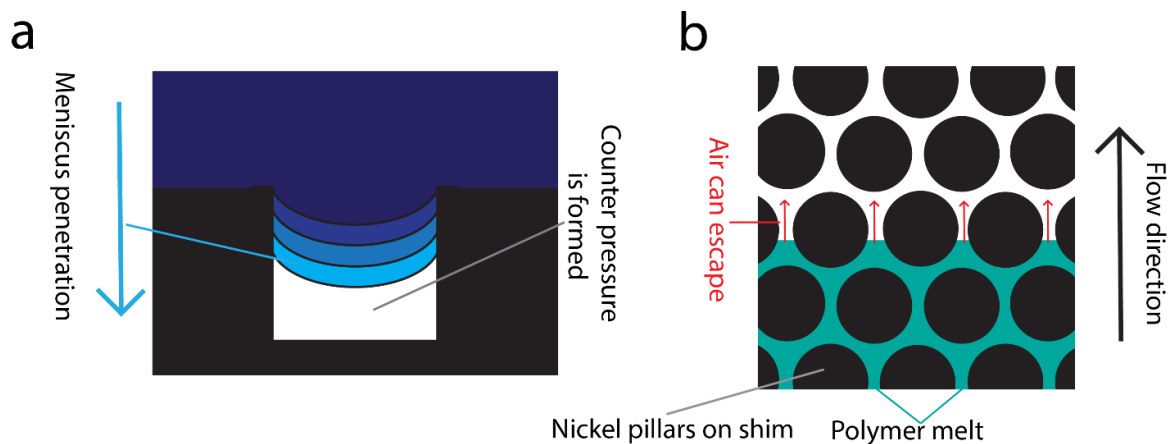 a
Meniscus penetration
Counter pressure
is formed
b
Air can escape
Flow direction
Nickel pillars on shim
Polymer melt